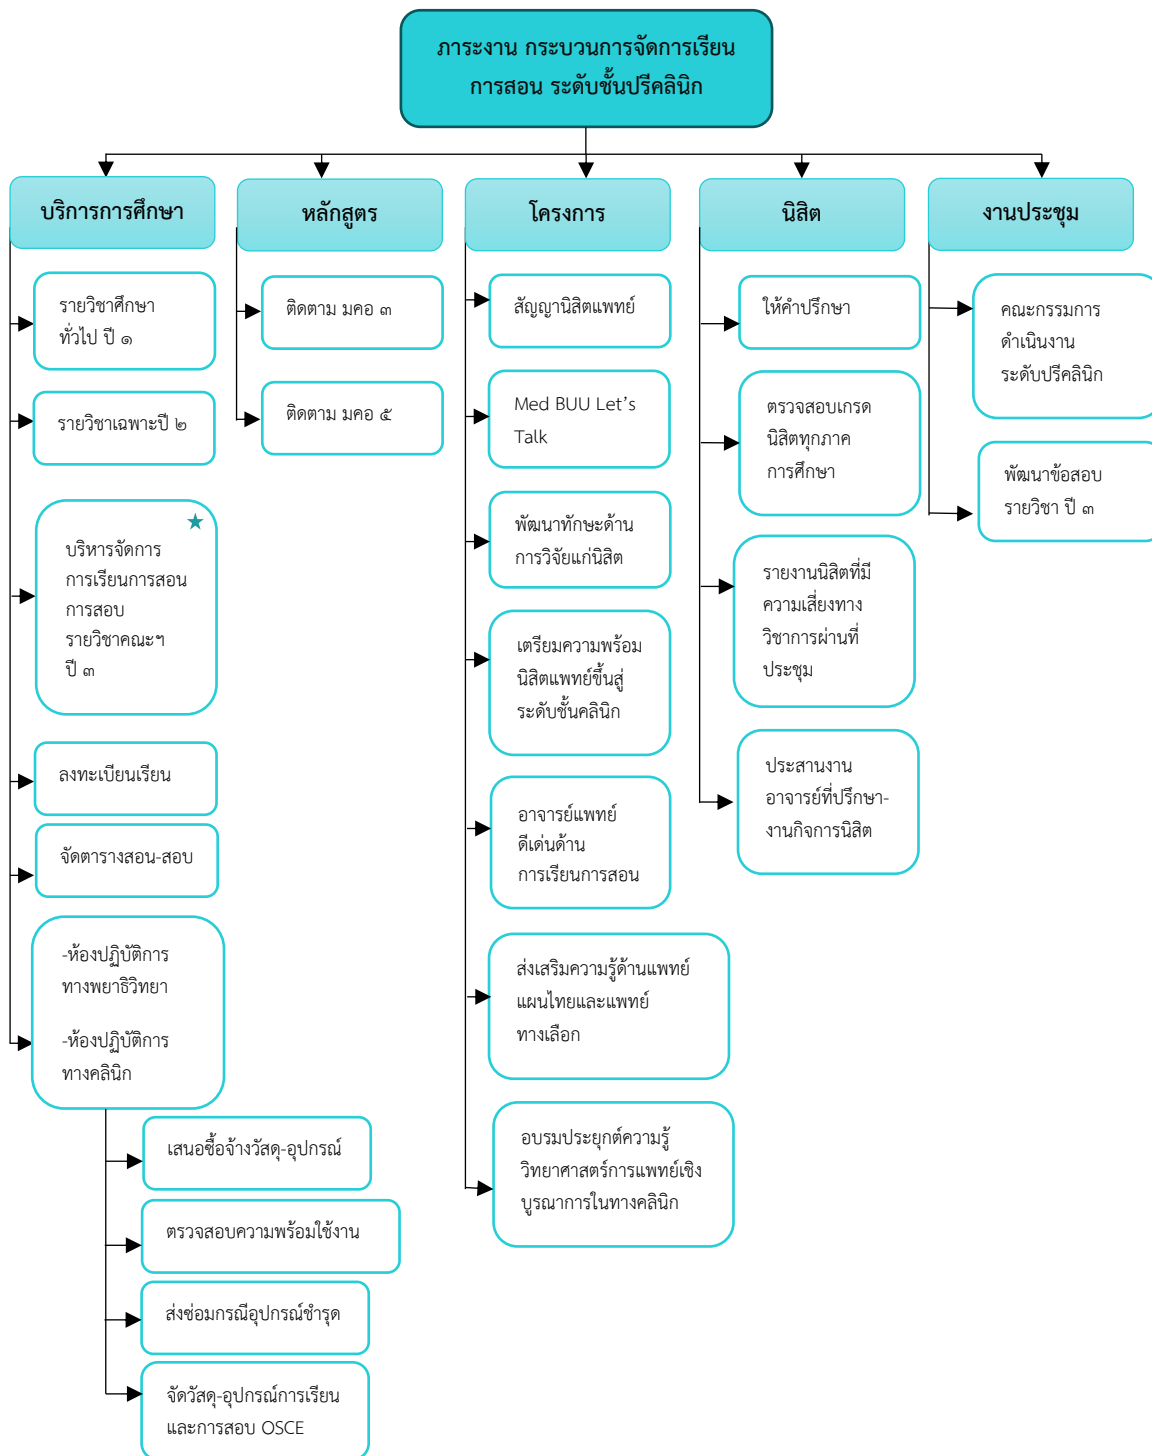 ภาระงาน กระบวนการจัดการเรียน
การสอน ระดับชั้นปรีคลินิก
บริการการศึกษา
รายวิชาศึกษา
ทั่วไป ปี ๑
รายวิชาเฉพาะปี ๒
บริหารจัดการ
การเรียนการสอน
การสอบ
รายวิชาคณะฯ
ปี ๓
ลงทะเบียนเรียน
จัดตารางสอน-สอบ
-ห้องปฏิบัติการ
ทางพยาธิวิทยา
-ห้องปฏิบัติการ
ทางคลินิก
เสนอซื้อจ้างวัสดุ-อุปกรณ์
ตรวจสอบความพร้อมใช้งาน
ส่งซ่อมกรณีอุปกรณ์ชำรุด
จัดวัสดุ-อุปกรณ์การเรียน
และการสอบ OSCE
หลักสูตร
ติดตาม มคอ ๓
ติดตาม มคอ ๕
โครงการ
สัญญานิสิตแพทย์
Med BUU Let's
Talk
พัฒนาทักษะด้าน
การวิจัยแก่นิสิต
เตรียมความพร้อม
นิสิตแพทย์ขึ้นสู่
ระดับชั้นคลินิก
อาจารย์แพทย์
ดีเด่นด้าน
การเรียนการสอน
ส่งเสริมความรู้ด้านแพทย์
แผนไทยและแพทย์
ทางเลือก
อบรมประยุกต์ความรู้
วิทยาศาสตร์การแพทย์เชิง
บูรณาการในทางคลินิก
นิสิต
ให้คำปรึกษา
ตรวจสอบเกรด
นิสิตทุกภาค
การศึกษา
รายงานนิสิตที่มี
ความเสี่ยงทาง
วิชาการผ่านที่
ประชุม
ประสานงาน
อาจารย์ที่ปรึกษา-
งานกิจการนิสิต
งานประชุม
คณะกรรมการ
ดำเนินงาน
ระดับปรีคลินิก
พัฒนาข้อสอบ
รายวิชา ปี ๓